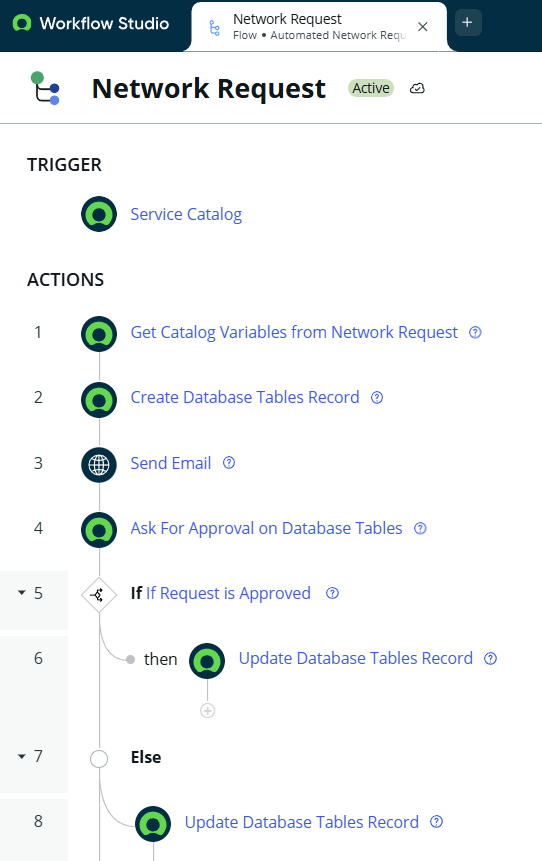 Workflow Studio
Network Request
Flow • Automated Network Requ
Network Request
Active
TRIGGER
Service Catalog
ACTIONS
1 Get Catalog Variables from Network Request
2 Create Database Tables Record
3 Send Email
4 Ask For Approval on Database Tables
5 If If Request is Approved
6 then Update Database Tables Record
7 Else
8 Update Database Tables Record